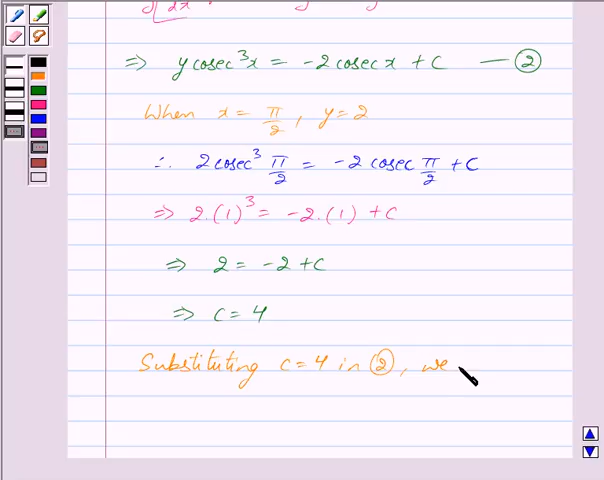 ⇒ y cosec³x = -2 cosec x + C — ②
When x = π/2, y = 2
∴ 2 cosec³ π/2 = -2 cosec π/2 + C
⇒ 2·(1)³ = -2·(1) + C
⇒ 2 = -2 + C
⇒ C = 4
Substituting C = 4 in ②, we